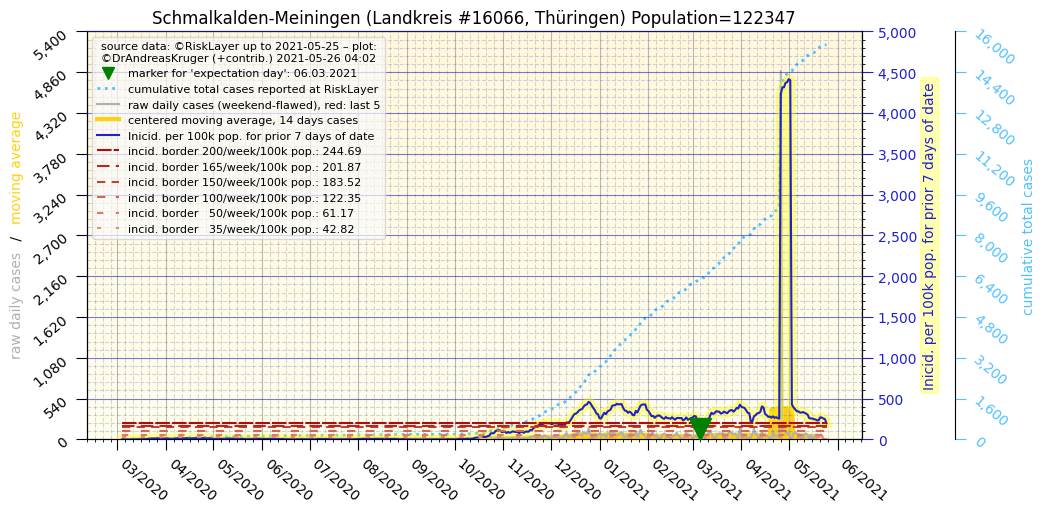 Schmalkalden-Meiningen (Landkreis #16066, Thüringen) Population=122347
source data: ©RiskLayer up to 2021-05-25 – plot:
©DrAndreasKruger (+contrib.) 2021-05-26 04:02
marker for 'expectation day': 06.03.2021
cumulative total cases reported at RiskLayer
raw daily cases (weekend-flawed), red: last 5
centered moving average, 14 days cases
Inicid. per 100k pop. for prior 7 days of date
incid. border 200/week/100k pop.: 244.69
incid. border 165/week/100k pop.: 201.87
incid. border 150/week/100k pop.: 183.52
incid. border 100/week/100k pop.: 122.35
incid. border 50/week/100k pop.: 61.17
incid. border 35/week/100k pop.: 42.82
raw daily cases / moving average
5,400
4,860
4,320
3,780
3,240
2,700
2,160
1,620
1,080
540
0
03/2020
04/2020
05/2020
06/2020
07/2020
08/2020
09/2020
10/2020
11/2020
12/2020
01/2021
02/2021
03/2021
04/2021
05/2021
06/2021
5,000
4,500
4,000
3,500
3,000
2,500
2,000
1,500
1,000
500
0
Inicid. per 100k pop. for prior 7 days of date
16,000
14,400
12,800
11,200
9,600
8,000
6,400
4,800
3,200
1,600
0
cumulative total cases